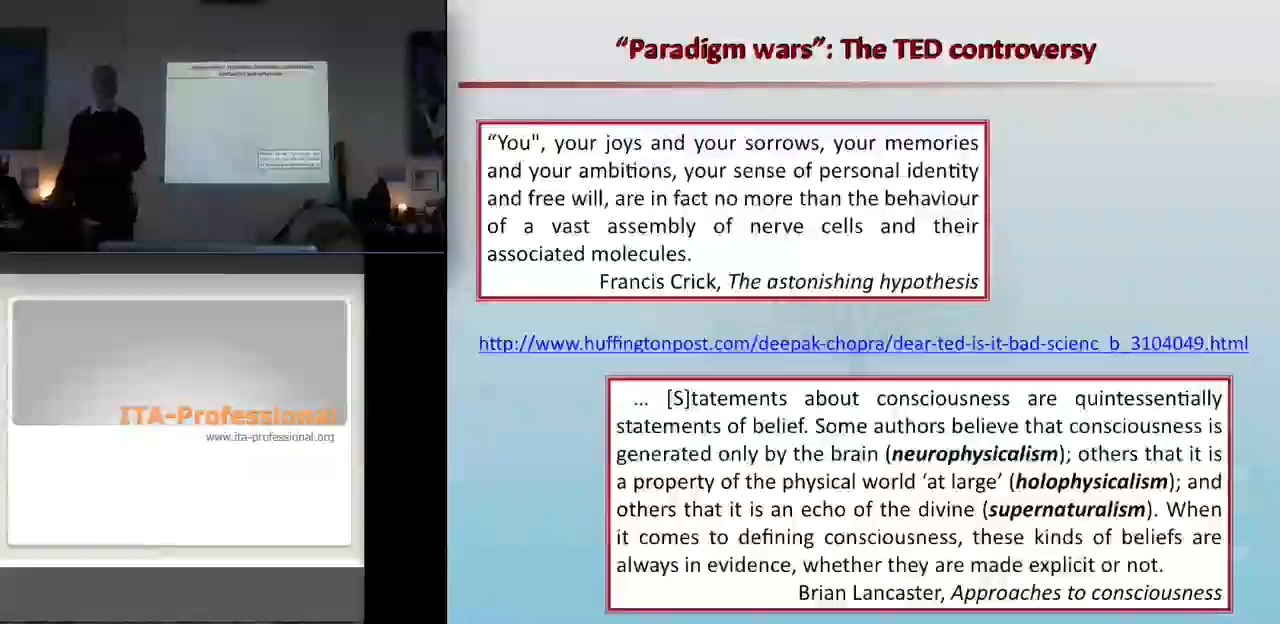 “Paradigm wars”: The TED controversy
“You", your joys and your sorrows, your memories
and your ambitions, your sense of personal identity
and free will, are in fact no more than the behaviour
of a vast assembly of nerve cells and their
associated molecules.
Francis Crick, The astonishing hypothesis
http://www.huffingtonpost.com/deepak-chopra/dear-ted-is-it-bad-scienc_b_3104049.html
... [S]tatements about consciousness are quintessentially
statements of belief. Some authors believe that consciousness is
generated only by the brain (neurophysicalism); others that it is
a property of the physical world ‘at large’ (holophysicalism); and
others that it is an echo of the divine (supernaturalism). When
it comes to defining consciousness, these kinds of beliefs are
always in evidence, whether they are made explicit or not.
Brian Lancaster, Approaches to consciousness
ITA-Professional
www.ita-professional.org